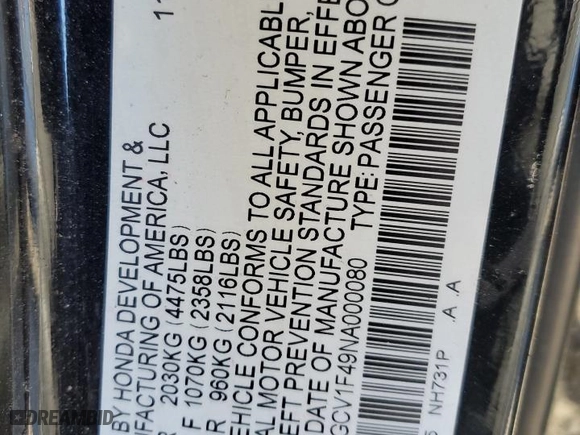 11
BY HONDA DEVELOPMENT &
FACTURING OF AMERICA, LLC
R 2030KG (4475LBS)
F 1070KG (2358LBS)
R 960KG (2116LBS)
EHICLE CONFORMS TO ALL APPLICABL
AL MOTOR VEHICLE SAFETY, BUMPER,
EFT PREVENTION STANDARDS IN EFFE
DATE OF MANUFACTURE SHOWN ABO
GCV1F49NA000080 TYPE: PASSENGER C
NH731P .A .A
DREAMBID